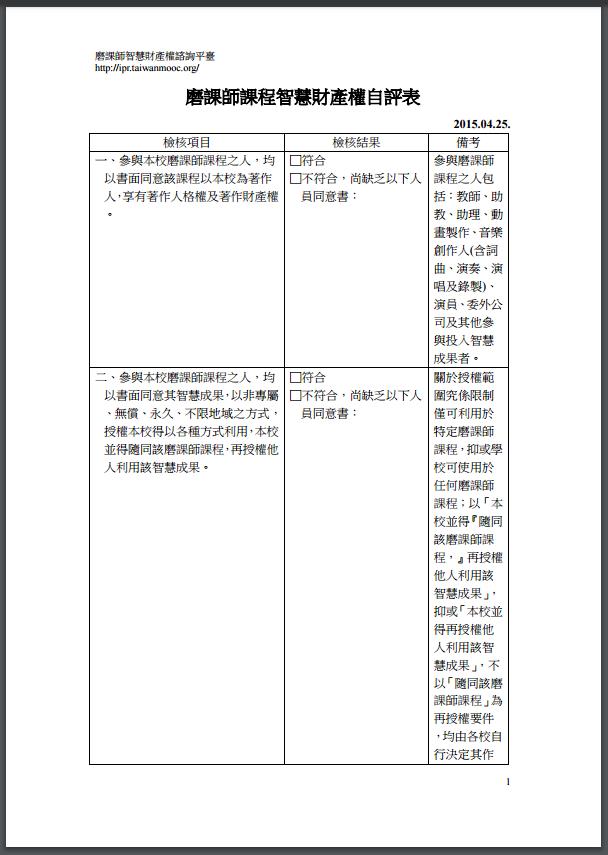 磨課師智慧財產權諮詢平臺
http://ipr.taiwanmooc.org/
磨課師課程智慧財產權自評表
2015.04.25.
檢核項目
檢核結果
備考
一、參與本校磨課師課程之人，均
以書面同意該課程以本校為著作
人，享有著作人格權及著作財產權
。
□符合
□不符合，尚缺乏以下人
員同意書：
參與磨課師
課程之人包
括：教師、助
教、助理、動
畫製作、音樂
創作人(含詞
曲、演奏、演
唱及錄製)、
演員、委外公
司及其他參
與投入智慧
成果者。
二、參與本校磨課師課程之人，均
以書面同意其智慧成果，以非專屬
、無償、永久、不限地域之方式，
授權本校得以各種方式利用，本校
並得隨同該磨課師課程，再授權他
人利用該智慧成果。
□符合
□不符合，尚缺乏以下人
員同意書：
關於授權範
圍究係限制
僅可利用於
特定磨課師
課程，抑或學
校可使用於
任何磨課師
課程；以「本
校並得『隨同
該磨課師課
程，』再授權
他人利用該
智慧成果」，
抑或「本校並
得再授權他
人利用該智
慧成果」，不
以「隨同該磨
課師課程」為
再授權要件
，均由各校自
行決定其作
1